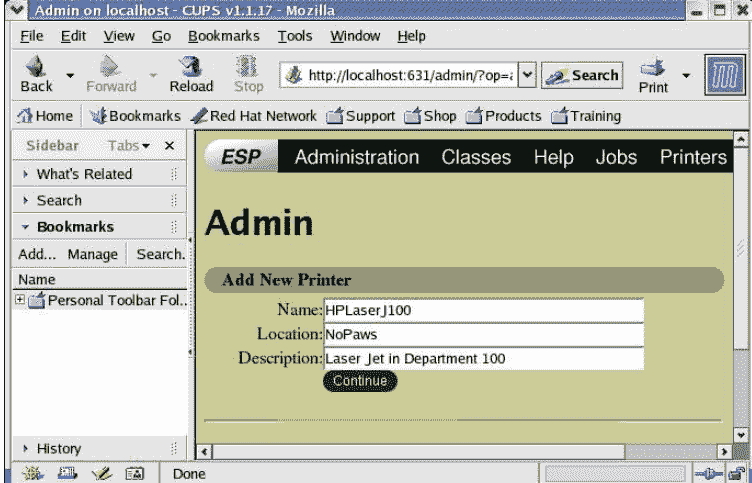 Admin on localhost - CUPS v1.1.17 - Mozilla
File Edit View Go Bookmarks Tools Window Help
Back Forward Reload Stop http://localhost:631/admin/?op=a Search Print
Home Bookmarks Red Hat Network Support Shop Products Training
Sidebar Tabs
What's Related
Search
Bookmarks
Add... Manage Search.
Name
Personal Toolbar Fol..
History
ESP Administration Classes Help Jobs Printers
Admin
Add New Printer
Name: HPLaserJ100
Location: NoPaws
Description: Laser Jet in Department 100
Continue
Done